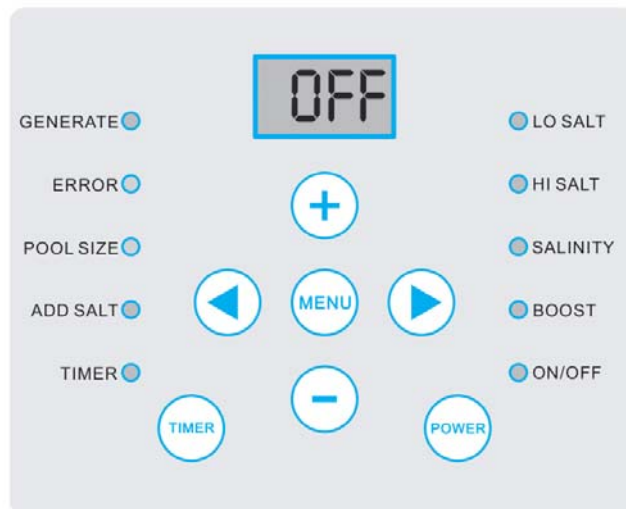 OFF
GENERATE
LO SALT
ERROR
HI SALT
POOL SIZE
SALINITY
MENU
ADD SALT
BOOST
TIMER
ON/OFF
TIMER
POWER